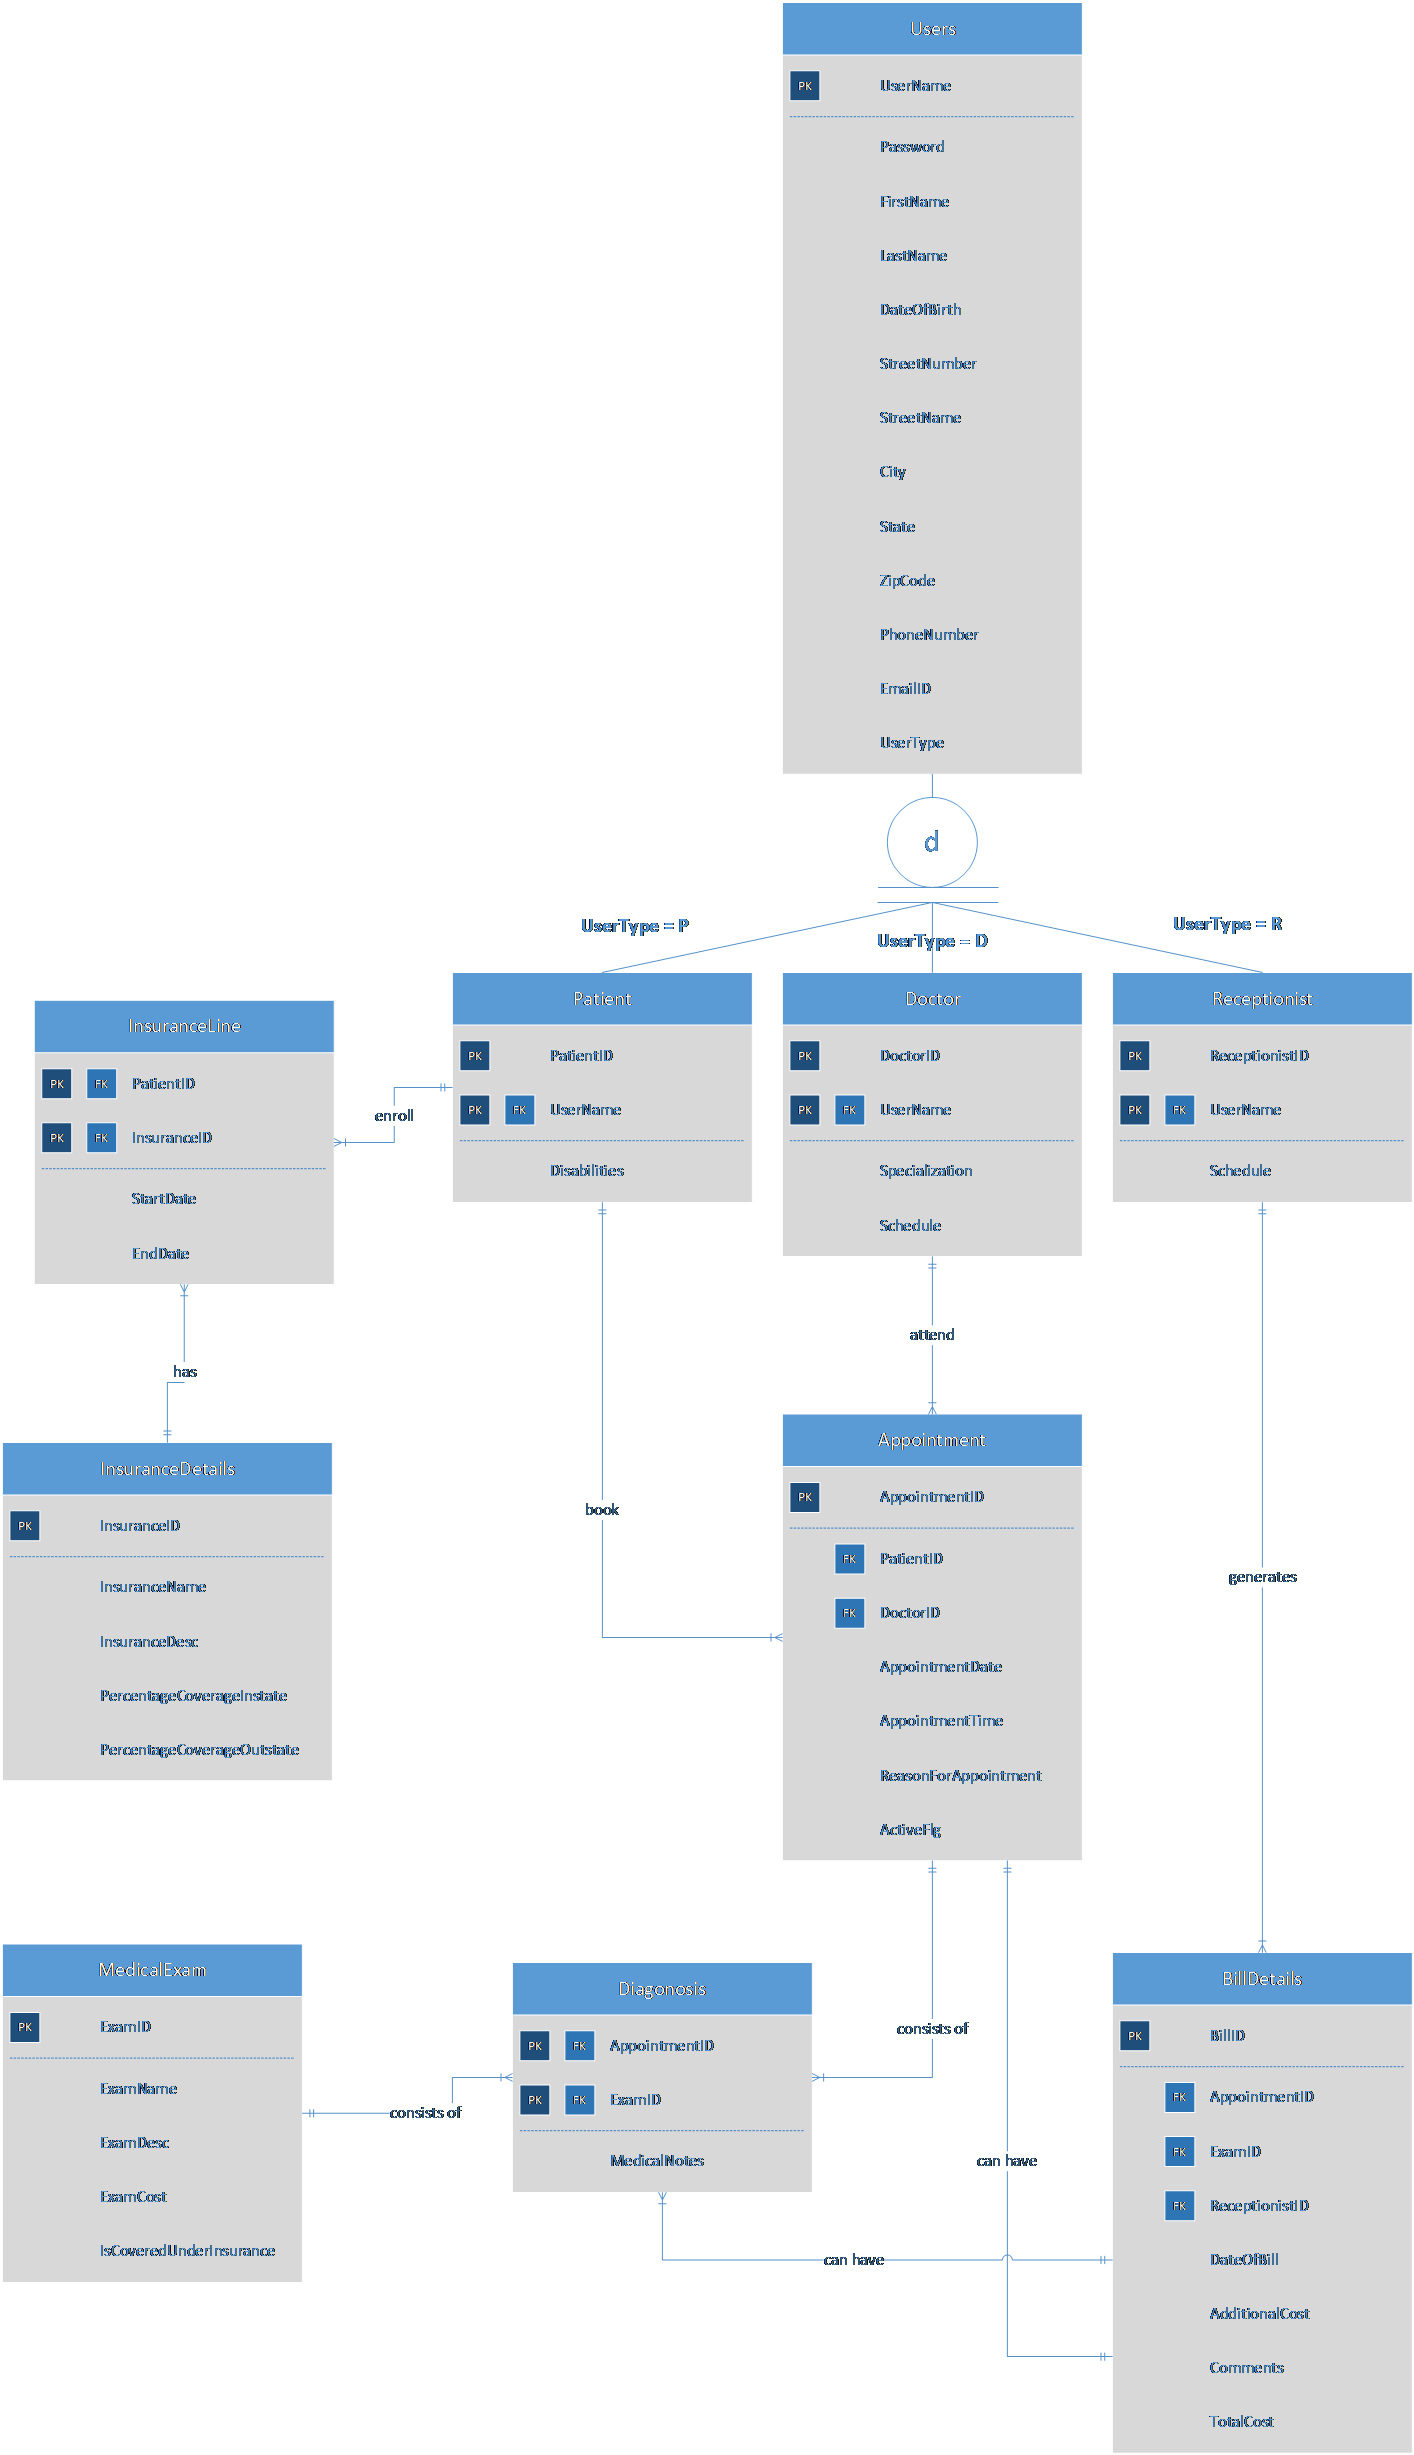 Users
PK UserName
Password
FirstName
LastName
DateOfBirth
StreetNumber
StreetName
City
State
ZipCode
PhoneNumber
EmailID
UserType
d
UserType = P
UserType = D
UserType = R
InsuranceLine
PK FK PatientID
PK FK InsuranceID
StartDate
EndDate
enroll
Patient
PK PatientID
PK FK UserName
Disabilities
Doctor
PK DoctorID
PK FK UserName
Specialization
Schedule
Receptionist
PK ReceptionistID
PK FK UserName
Schedule
has
attend
book
generates
InsuranceDetails
PK InsuranceID
InsuranceName
InsuranceDesc
PercentageCoverageInstate
PercentageCoverageOutstate
Appointment
PK AppointmentID
FK PatientID
FK DoctorID
AppointmentDate
AppointmentTime
ReasonForAppointment
ActiveFlg
MedicalExam
PK ExamID
ExamName
ExamDesc
ExamCost
IsCoveredUnderInsurance
consists of
Diagonosis
PK FK AppointmentID
PK FK ExamID
MedicalNotes
consists of
can have
can have
BillDetails
PK BillID
FK AppointmentID
FK ExamID
FK ReceptionistID
DateOfBill
AdditionalCost
Comments
TotalCost